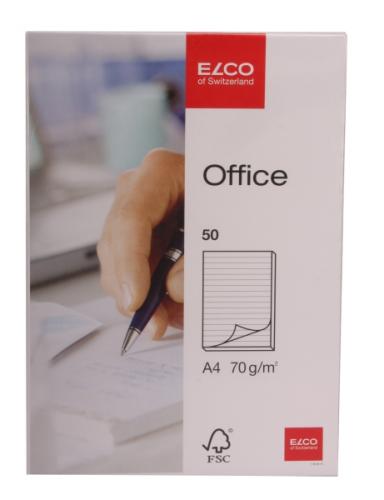 ELCO
of Switzerland
Office
50
A4 70 g/m²
©
FSC
ELCO
of Switzerland